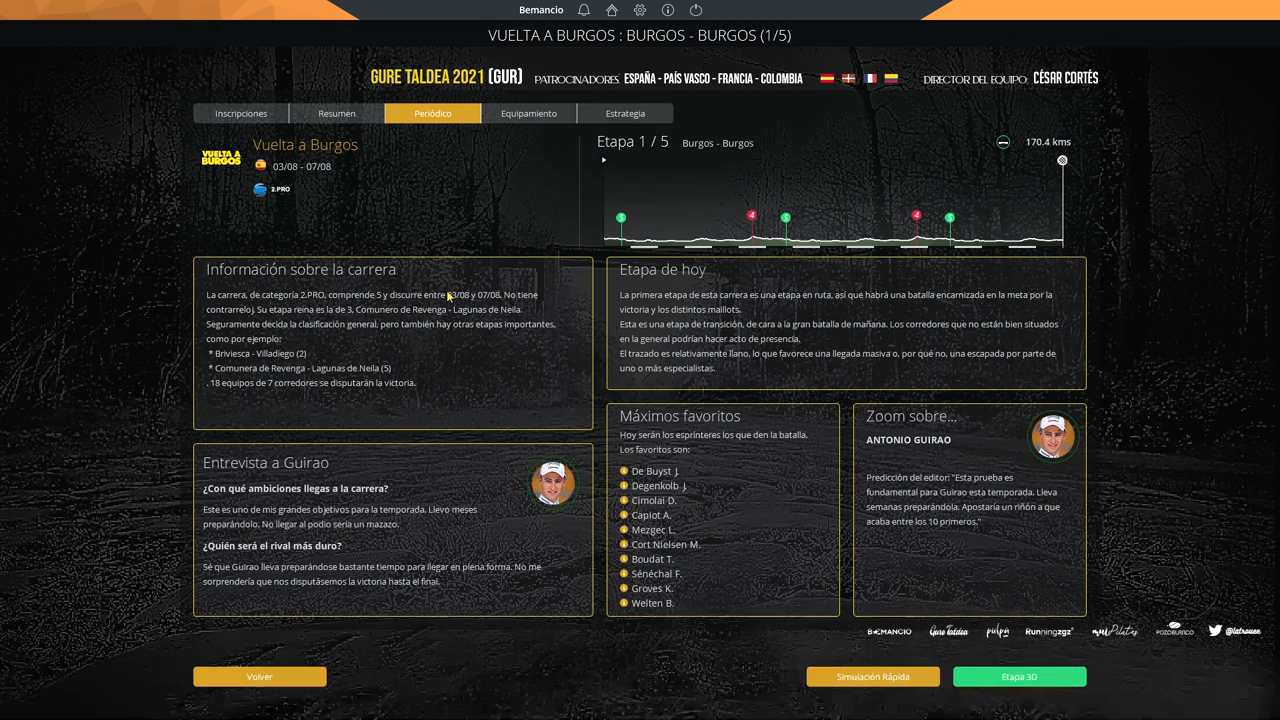 Bemancio
VUELTA A BURGOS : BURGOS - BURGOS (1/5)
GURE TALDEA 2021 (GUR) PATROCINADORES ESPAÑA - PAÍS VASCO - FRANCIA - COLOMBIA DIRECTOR DEL EQUIPO: CÉSAR CORTÉS
Inscripciones Resumen Periódico Equipamiento Estrategia
Vuelta a Burgos
VUELTA A BURGOS
03/08 - 07/08
2.PRO
Etapa 1 / 5 Burgos - Burgos 170.4 kms
S 4 S 4 S
Información sobre la carrera
La carrera, de categoría 2.PRO, comprende 5 y discurre entre 03/08 y 07/08. No tiene
contrarreloj. Su etapa reina es la de 3, Comunero de Revenga - Lagunas de Neila.
Seguramente decida la clasificación general, pero también hay otras etapas importantes,
como por ejemplo:
* Briviesca - Villadiego (2)
* Comunera de Revenga - Lagunas de Neila (5)
. 18 equipos de 7 corredores se disputarán la victoria.
Etapa de hoy
La primera etapa de esta carrera es una etapa en ruta, así que habrá una batalla encarnizada en la meta por la
victoria y los distintos maillots.
Esta es una etapa de transición, de cara a la gran batalla de mañana. Los corredores que no están bien situados
en la general podrían hacer acto de presencia.
El trazado es relativamente llano, lo que favorece una llegada masiva o, por qué no, una escapada por parte de
uno o más especialistas.
Entrevista a Guirao
¿Con qué ambiciones llegas a la carrera?
Este es uno de mis grandes objetivos para la temporada. Llevo meses
preparándolo. No llegar al podio sería un mazazo.
¿Quién será el rival más duro?
Sé que Guirao lleva preparándose bastante tiempo para llegar en plena forma. No me
sorprendería que nos disputásemos la victoria hasta el final.
Máximos favoritos
Hoy serán los esprinteres los que den la batalla.
Los favoritos son:
De Buyst J.
Degenkolb J.
Cimolai D.
Capiot A.
Mezgec L.
Cort Nielsen M.
Boudat T.
Sénéchal F.
Groves K.
Welten B.
Zoom sobre...
ANTONIO GUIRAO
Predicción del editor: "Esta prueba es
fundamental para Guirao esta temporada. Lleva
semanas preparándola. Apostaría un riñón a que
acaba entre los 10 primeros."
BEMANCIO Gure Taldea pulpa Runningzgz muu Pilates POZOBLANCO @latrouee
Volver Simulación Rápida Etapa 3D